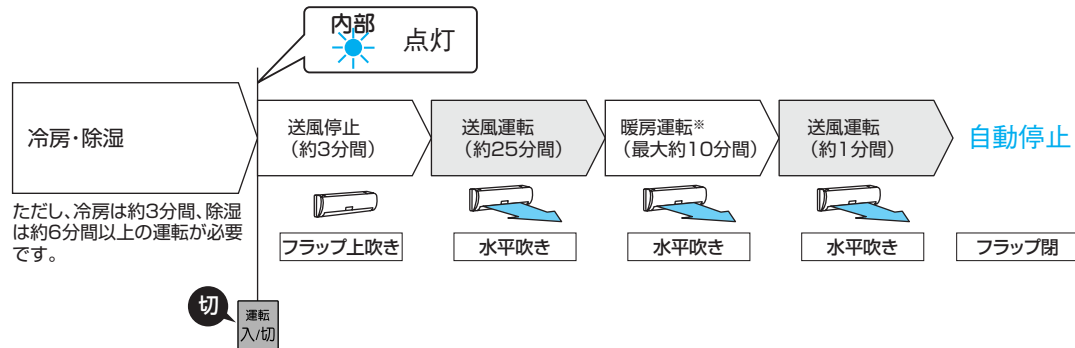 内部
点灯
冷房・除湿
送風停止
(約3分間)
送風運転
(約25分間)
暖房運転※
(最大約10分間)
送風運転
(約1分間)
自動停止
ただし、冷房は約3分間、除湿
は約6分間以上の運転が必要
です。
フラップ上吹き
水平吹き
水平吹き
水平吹き
フラップ閉
切
運転
入/切